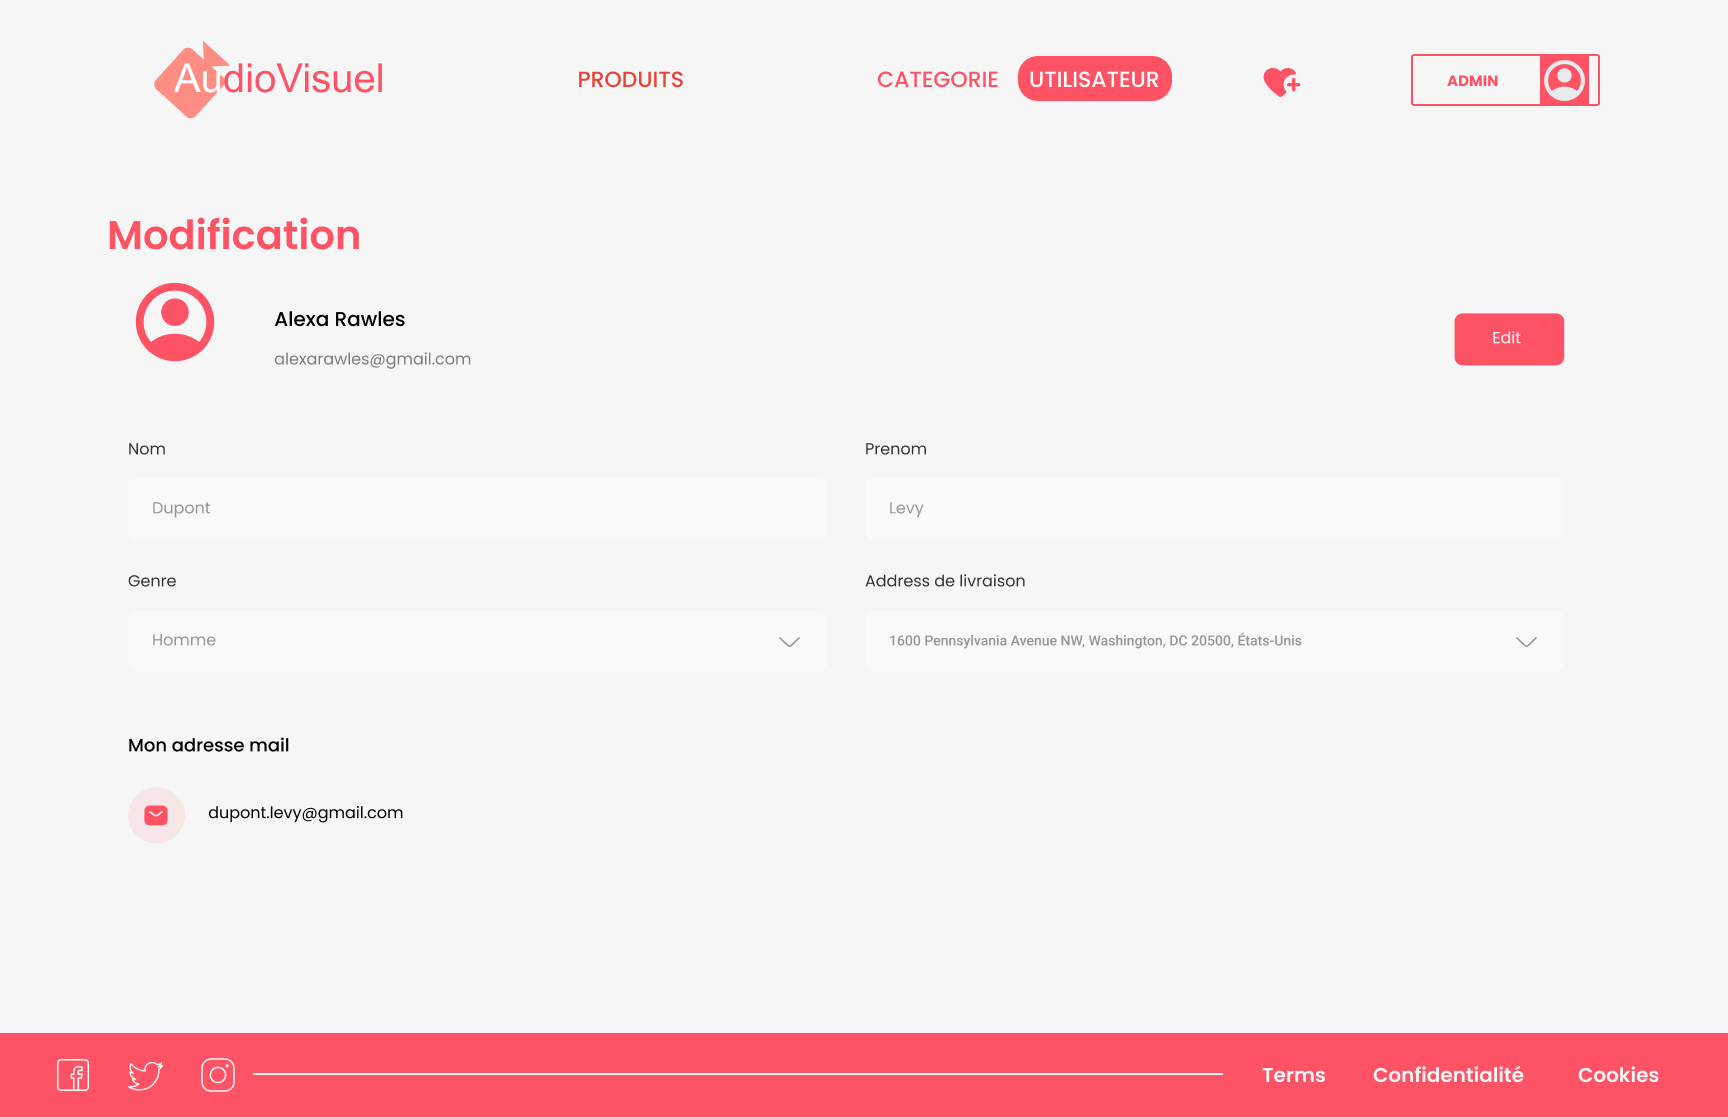 AudioVisuel
PRODUITS
CATEGORIE
UTILISATEUR
ADMIN
Modification
Alexa Rawles
alexarawles@gmail.com
Edit
Nom
Prenom
Dupont
Levy
Genre
Address de livraison
Homme
1600 Pennsylvania Avenue NW, Washington, DC 20500, États-Unis
Mon adresse mail
dupont.levy@gmail.com
Terms
Confidentialité
Cookies